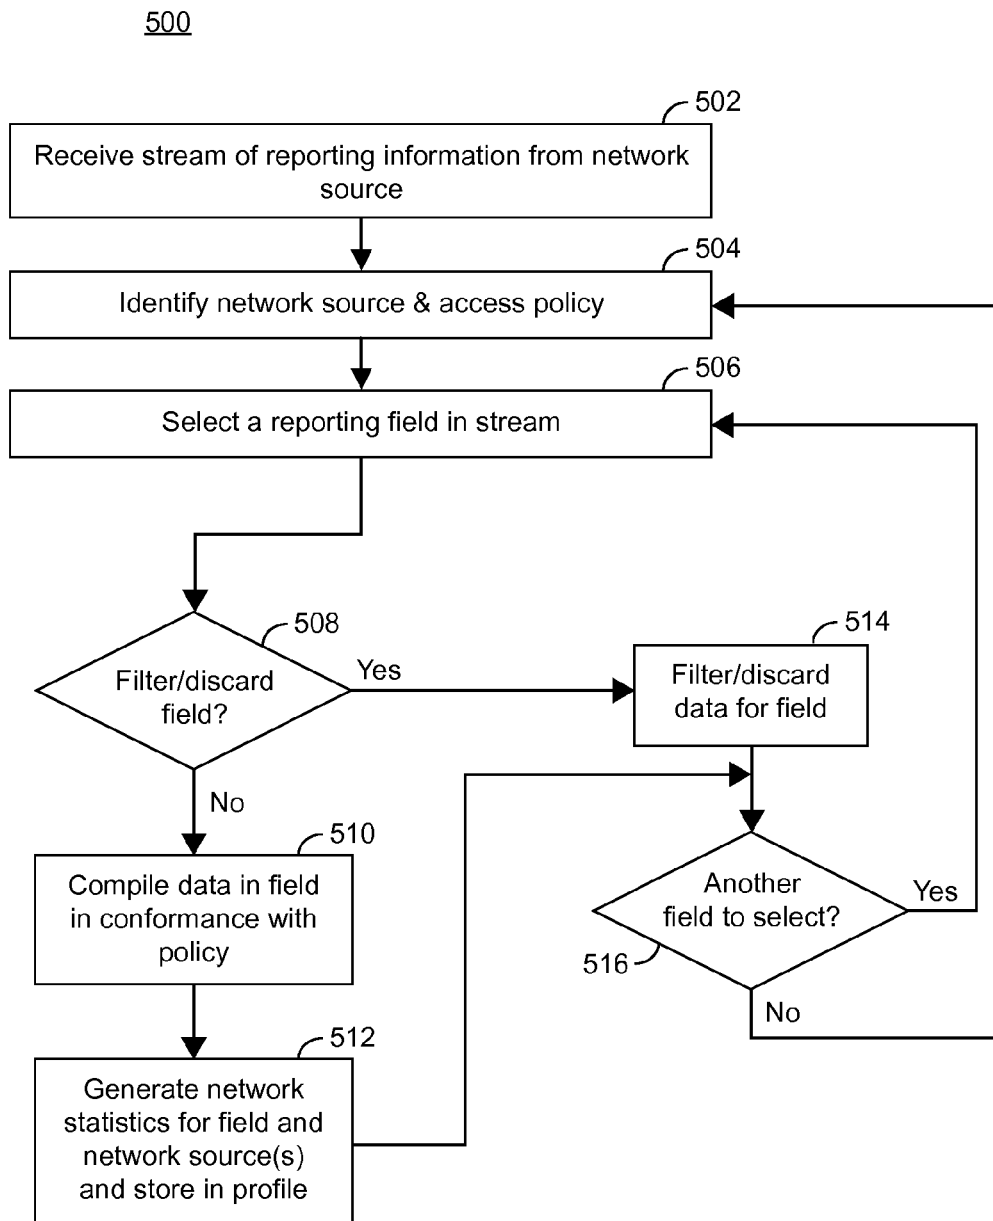 500
502
Receive stream of reporting information from network
source
504
Identify network source & access policy
506
Select a reporting field in stream
508
Filter/discard
field?
Yes
514
Filter/discard
data for field
No
510
Compile data in field
in conformance with
policy
Another
field to select?
Yes
516
No
512
Generate network
statistics for field and
network source(s)
and store in profile